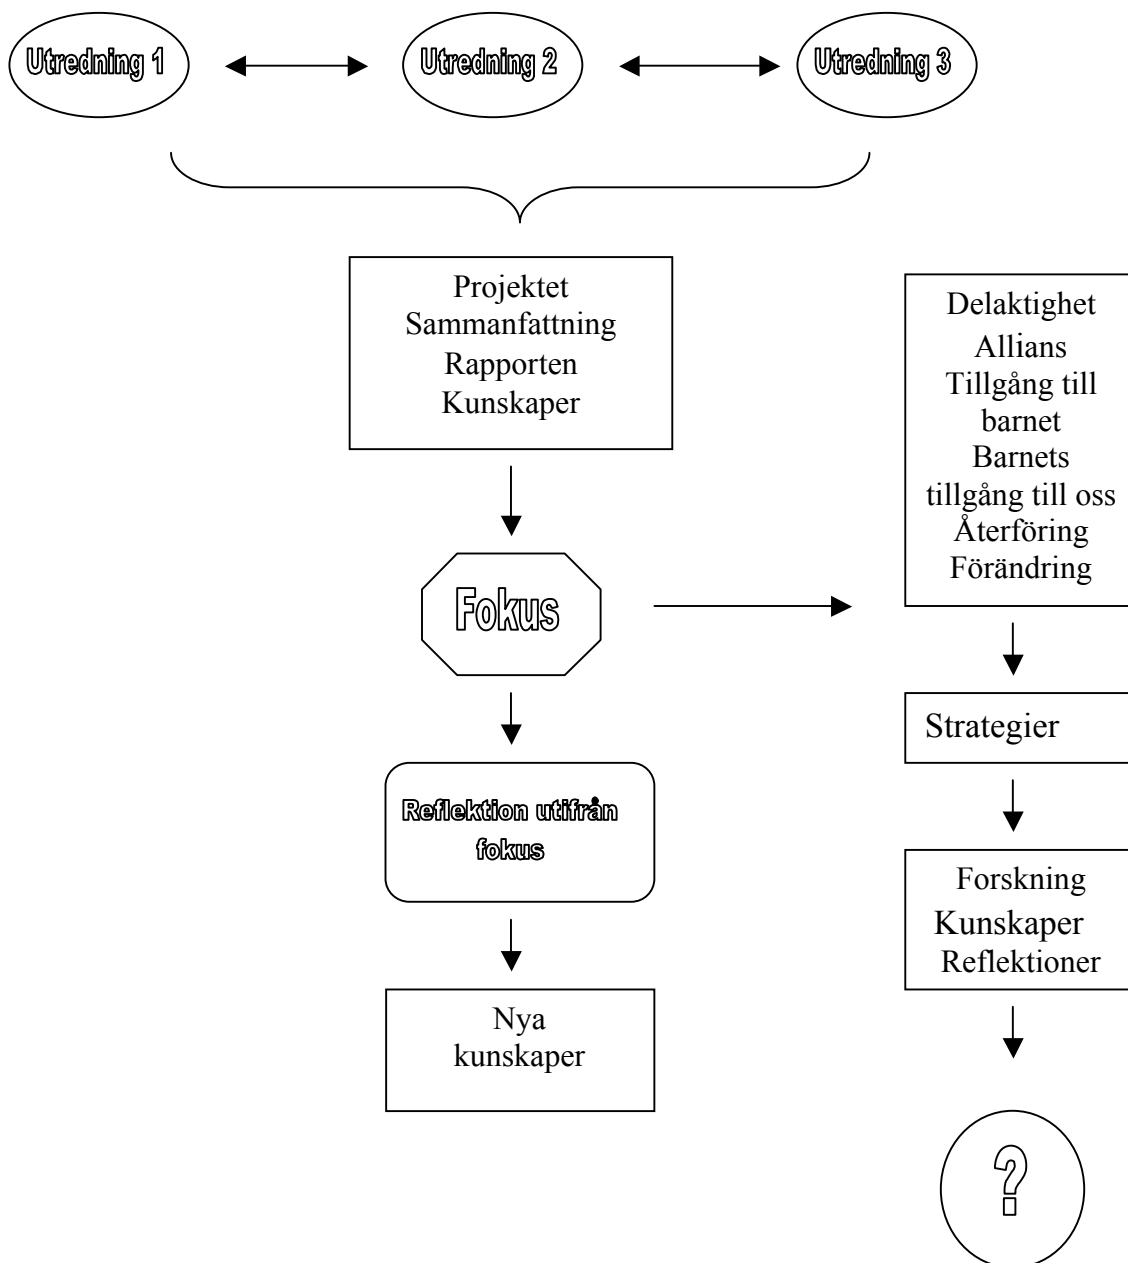 Utredning 1
Utredning 2
Utredning 3
Projektet
Sammanfattning
Rapporten
Kunskaper
Fokus
Reflektion utifrån
fokus
Nya
kunskaper
Delaktighet
Allians
Tillgång till
barnet
Barnets
tillgång till oss
Återföring
Förändring
Strategier
Forskning
Kunskaper
Reflektioner
?